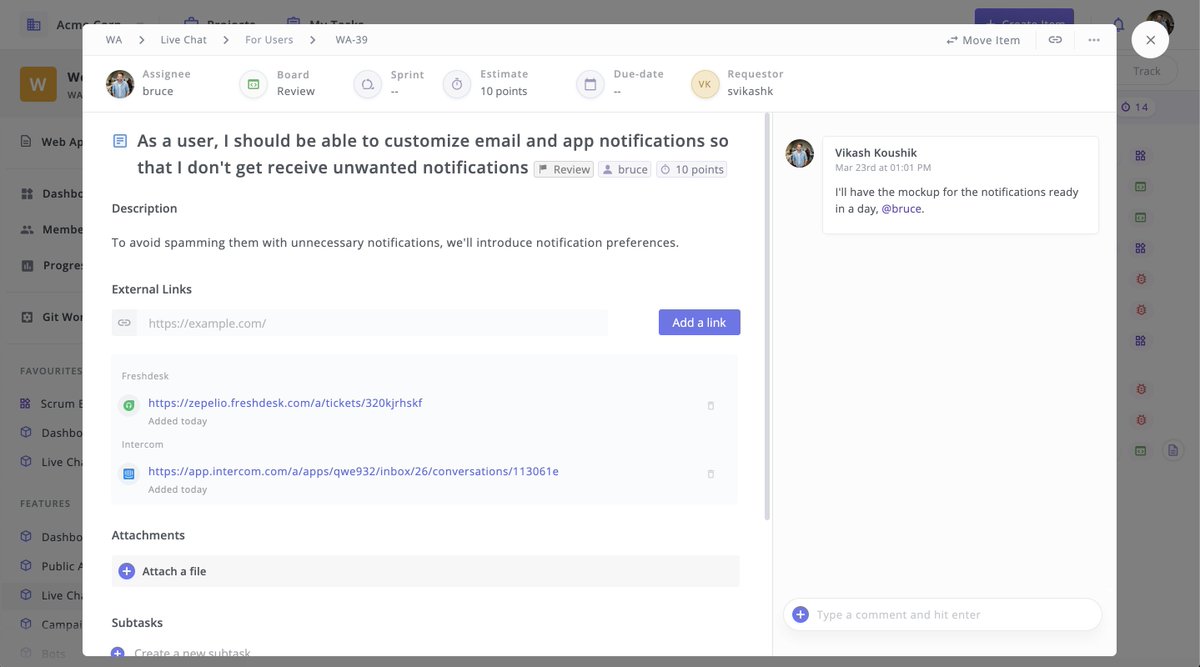 Acme Corp
Projects
My Tasks
Create Item
WA
Live Chat
For Users
WA-39
Move Item
Assignee
bruce
Board
Review
Sprint
--
Estimate
10 points
Due-date
--
VK
Requestor
svikashk
W
WA
Track
14
As a user, I should be able to customize email and app notifications so
that I don't get receive unwanted notifications
Review
bruce
10 points
Description
To avoid spamming them with unnecessary notifications, we'll introduce notification preferences.
External Links
https://example.com/
Add a link
Freshdesk
https://zepelio.freshdesk.com/a/tickets/320kjrhskf
Added today
Intercom
https://app.intercom.com/a/apps/qwe932/inbox/26/conversations/113061e
Added today
Attachments
Attach a file
Subtasks
Create a new subtask
Vikash Koushik
Mar 23rd at 01:01 PM
I'll have the mockup for the notifications ready
in a day, @bruce.
Type a comment and hit enter
We
Web Ap
Dashbo
Membe
Progres
Git Wor
FAVOURITES
Scrum B
Dashbo
Live Cha
FEATURES
Dashbo
Public A
Live Cha
Campai
Bots